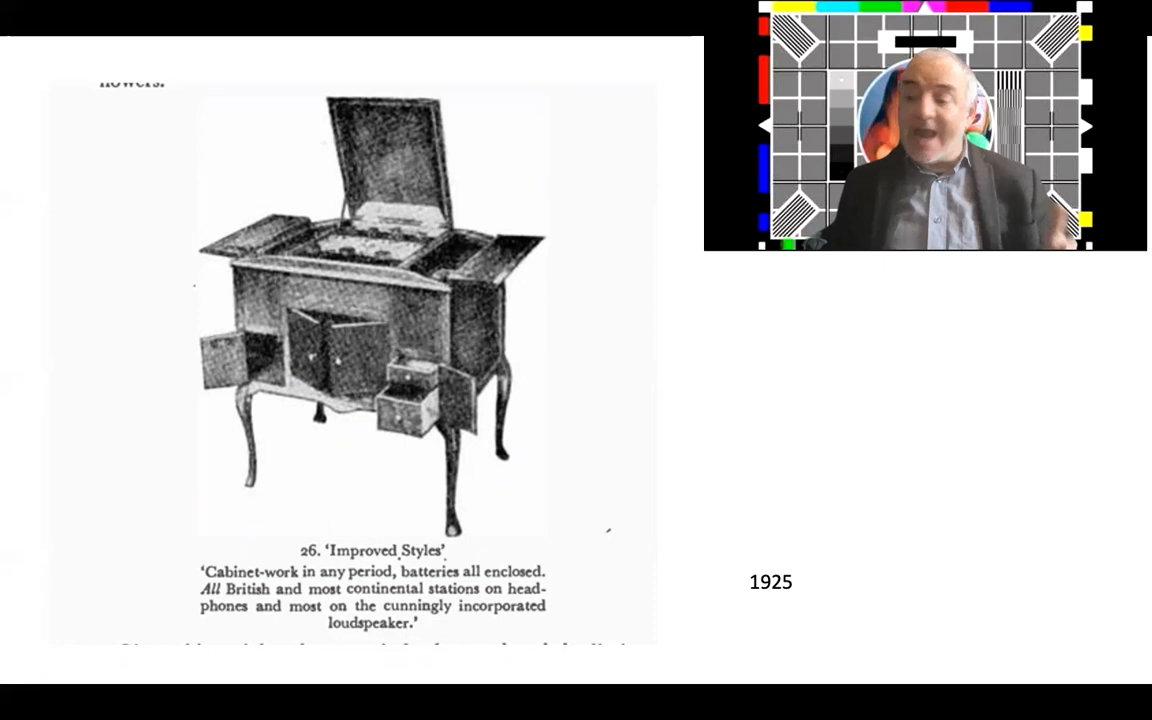 flowers.
26. ‘Improved Styles’
‘Cabinet-work in any period, batteries all enclosed.
All British and most continental stations on head-
phones and most on the cunningly incorporated
loudspeaker.’
1925